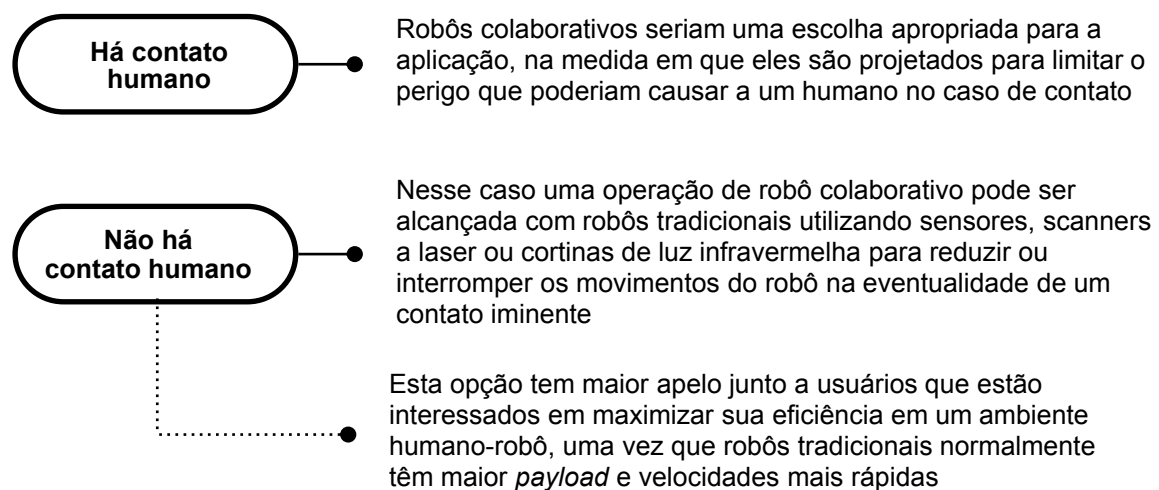 Há contato
humano
Robôs colaborativos seriam uma escolha apropriada para a
aplicação, na medida em que eles são projetados para limitar o
perigo que poderiam causar a um humano no caso de contato
Não há
contato humano
Nesse caso uma operação de robô colaborativo pode ser
alcançada com robôs tradicionais utilizando sensores, scanners
a laser ou cortinas de luz infravermelha para reduzir ou
interromper os movimentos do robô na eventualidade de um
contato iminente
Esta opção tem maior apelo junto a usuários que estão
interessados em maximizar sua eficiência em um ambiente
humano-robô, uma vez que robôs tradicionais normalmente
têm maior payload e velocidades mais rápidas